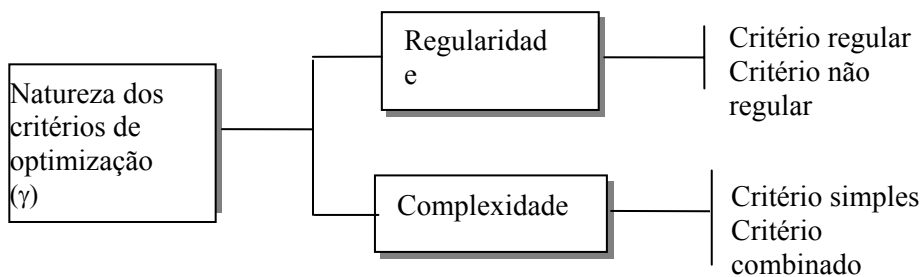 Natureza dos
critérios de
optimização
(γ)
Regularidad
e
Critério regular
Critério não
regular
Complexidade
Critério simples
Critério
combinado